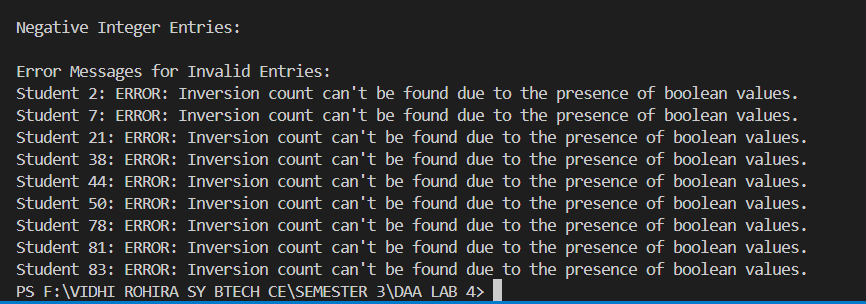 Negative Integer Entries:
Error Messages for Invalid Entries:
Student 2: ERROR: Inversion count can't be found due to the presence of boolean values.
Student 7: ERROR: Inversion count can't be found due to the presence of boolean values.
Student 21: ERROR: Inversion count can't be found due to the presence of boolean values.
Student 38: ERROR: Inversion count can't be found due to the presence of boolean values.
Student 44: ERROR: Inversion count can't be found due to the presence of boolean values.
Student 50: ERROR: Inversion count can't be found due to the presence of boolean values.
Student 78: ERROR: Inversion count can't be found due to the presence of boolean values.
Student 81: ERROR: Inversion count can't be found due to the presence of boolean values.
Student 83: ERROR: Inversion count can't be found due to the presence of boolean values.
PS F:\VIDHI ROHIRA SY BTECH CE\SEMESTER 3\DAA LAB 4>